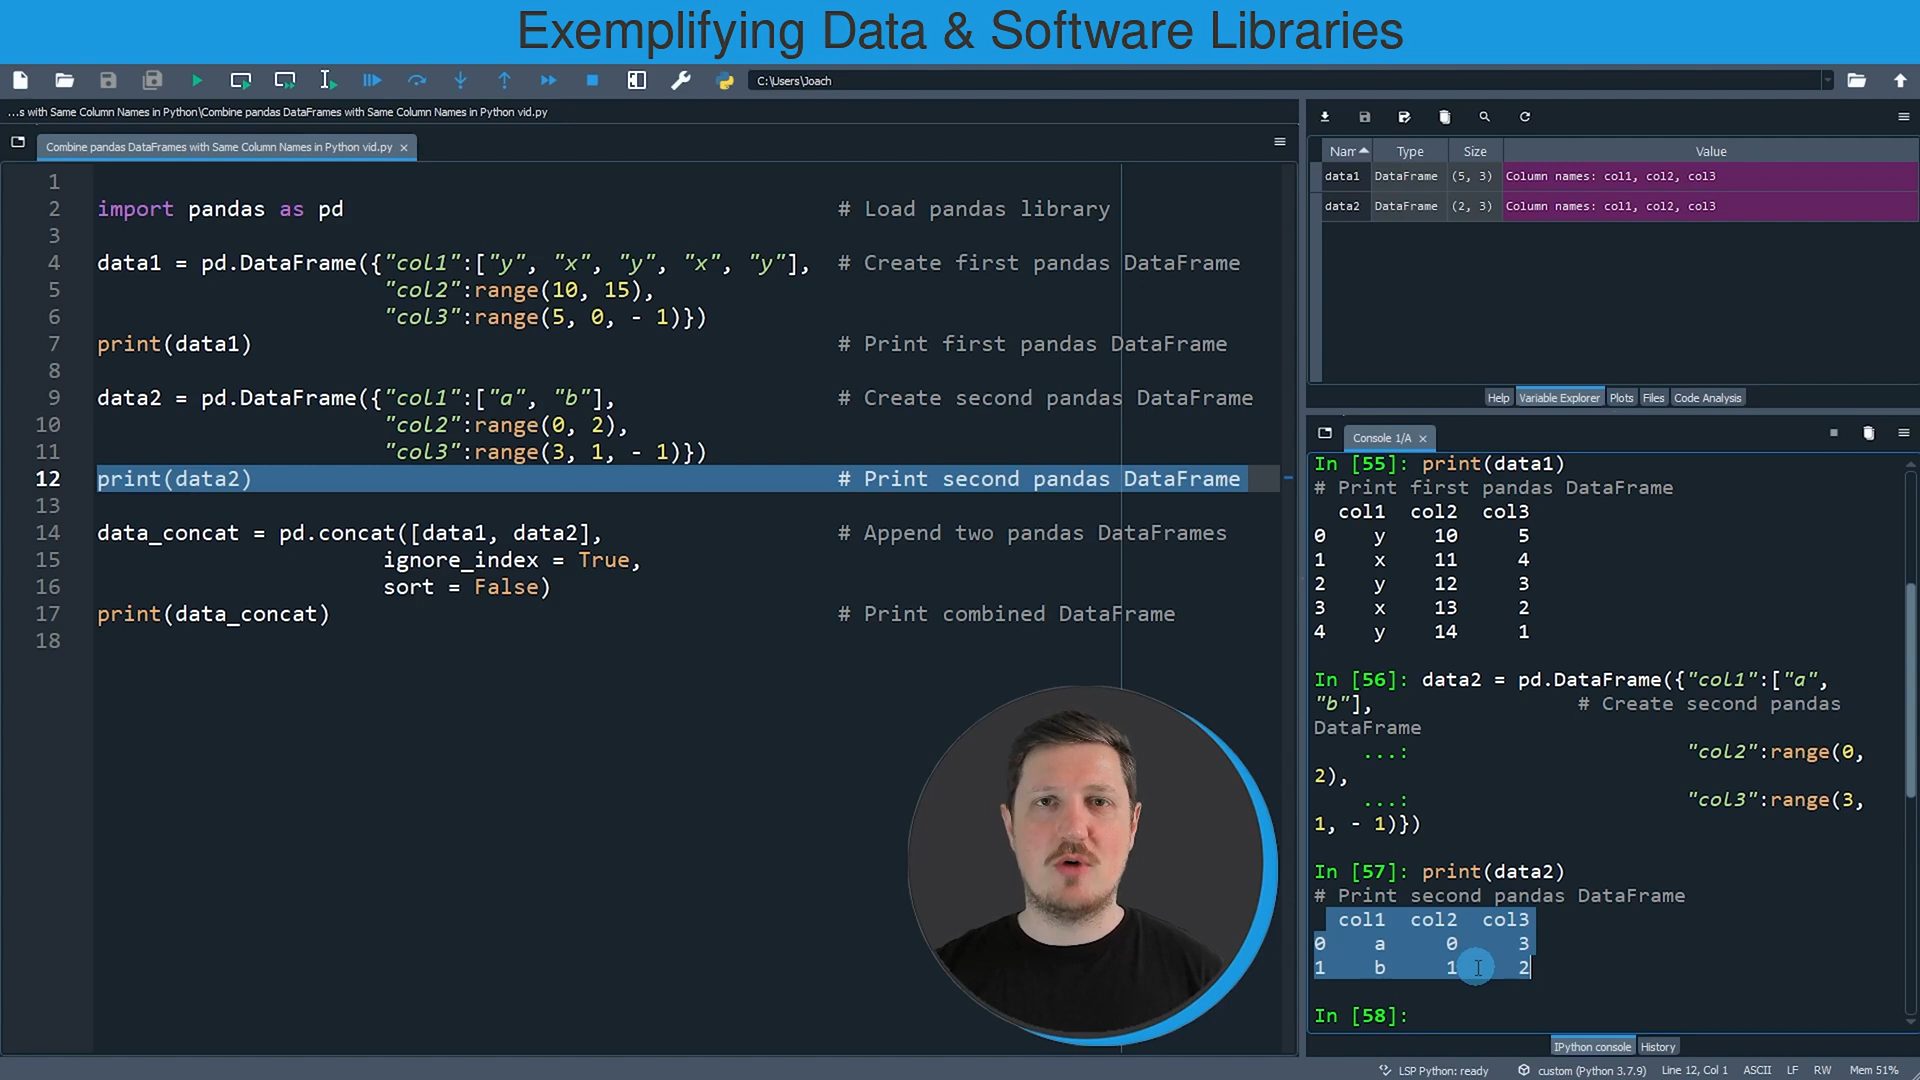 Exemplifying Data & Software Libraries
C:\Users\Joach
...s with Same Column Names in Python\Combine pandas DataFrames with Same Column Names in Python vid.py
Combine pandas DataFrames with Same Column Names in Python vid.py ×
1
2 import pandas as pd # Load pandas library
3
4 data1 = pd.DataFrame({"col1":["y", "x", "y", "x", "y"], # Create first pandas DataFrame
5 "col2":range(10, 15),
6 "col3":range(5, 0, - 1)})
7 print(data1) # Print first pandas DataFrame
8
9 data2 = pd.DataFrame({"col1":["a", "b"], # Create second pandas DataFrame
10 "col2":range(0, 2),
11 "col3":range(3, 1, - 1)})
12 print(data2) # Print second pandas DataFrame
13
14 data_concat = pd.concat([data1, data2], # Append two pandas DataFrames
15 ignore_index = True,
16 sort = False)
17 print(data_concat) # Print combined DataFrame
18
Nam Type Size Value
data1 DataFrame (5, 3) Column names: col1, col2, col3
data2 DataFrame (2, 3) Column names: col1, col2, col3
Help Variable Explorer Plots Files Code Analysis
Console 1/A ×
In [55]: print(data1)
# Print first pandas DataFrame
col1 col2 col3
0 y 10 5
1 x 11 4
2 y 12 3
3 x 13 2
4 y 14 1
In [56]: data2 = pd.DataFrame({"col1":["a",
"b"], # Create second pandas
DataFrame
...: "col2":range(0,
2),
...: "col3":range(3,
1, - 1)})
In [57]: print(data2)
# Print second pandas DataFrame
col1 col2 col3
0 a 0 3
1 b 1 2
In [58]:
IPython console History
LSP Python: ready custom (Python 3.7.9) Line 12, Col 1 ASCII LF RW Mem 51%